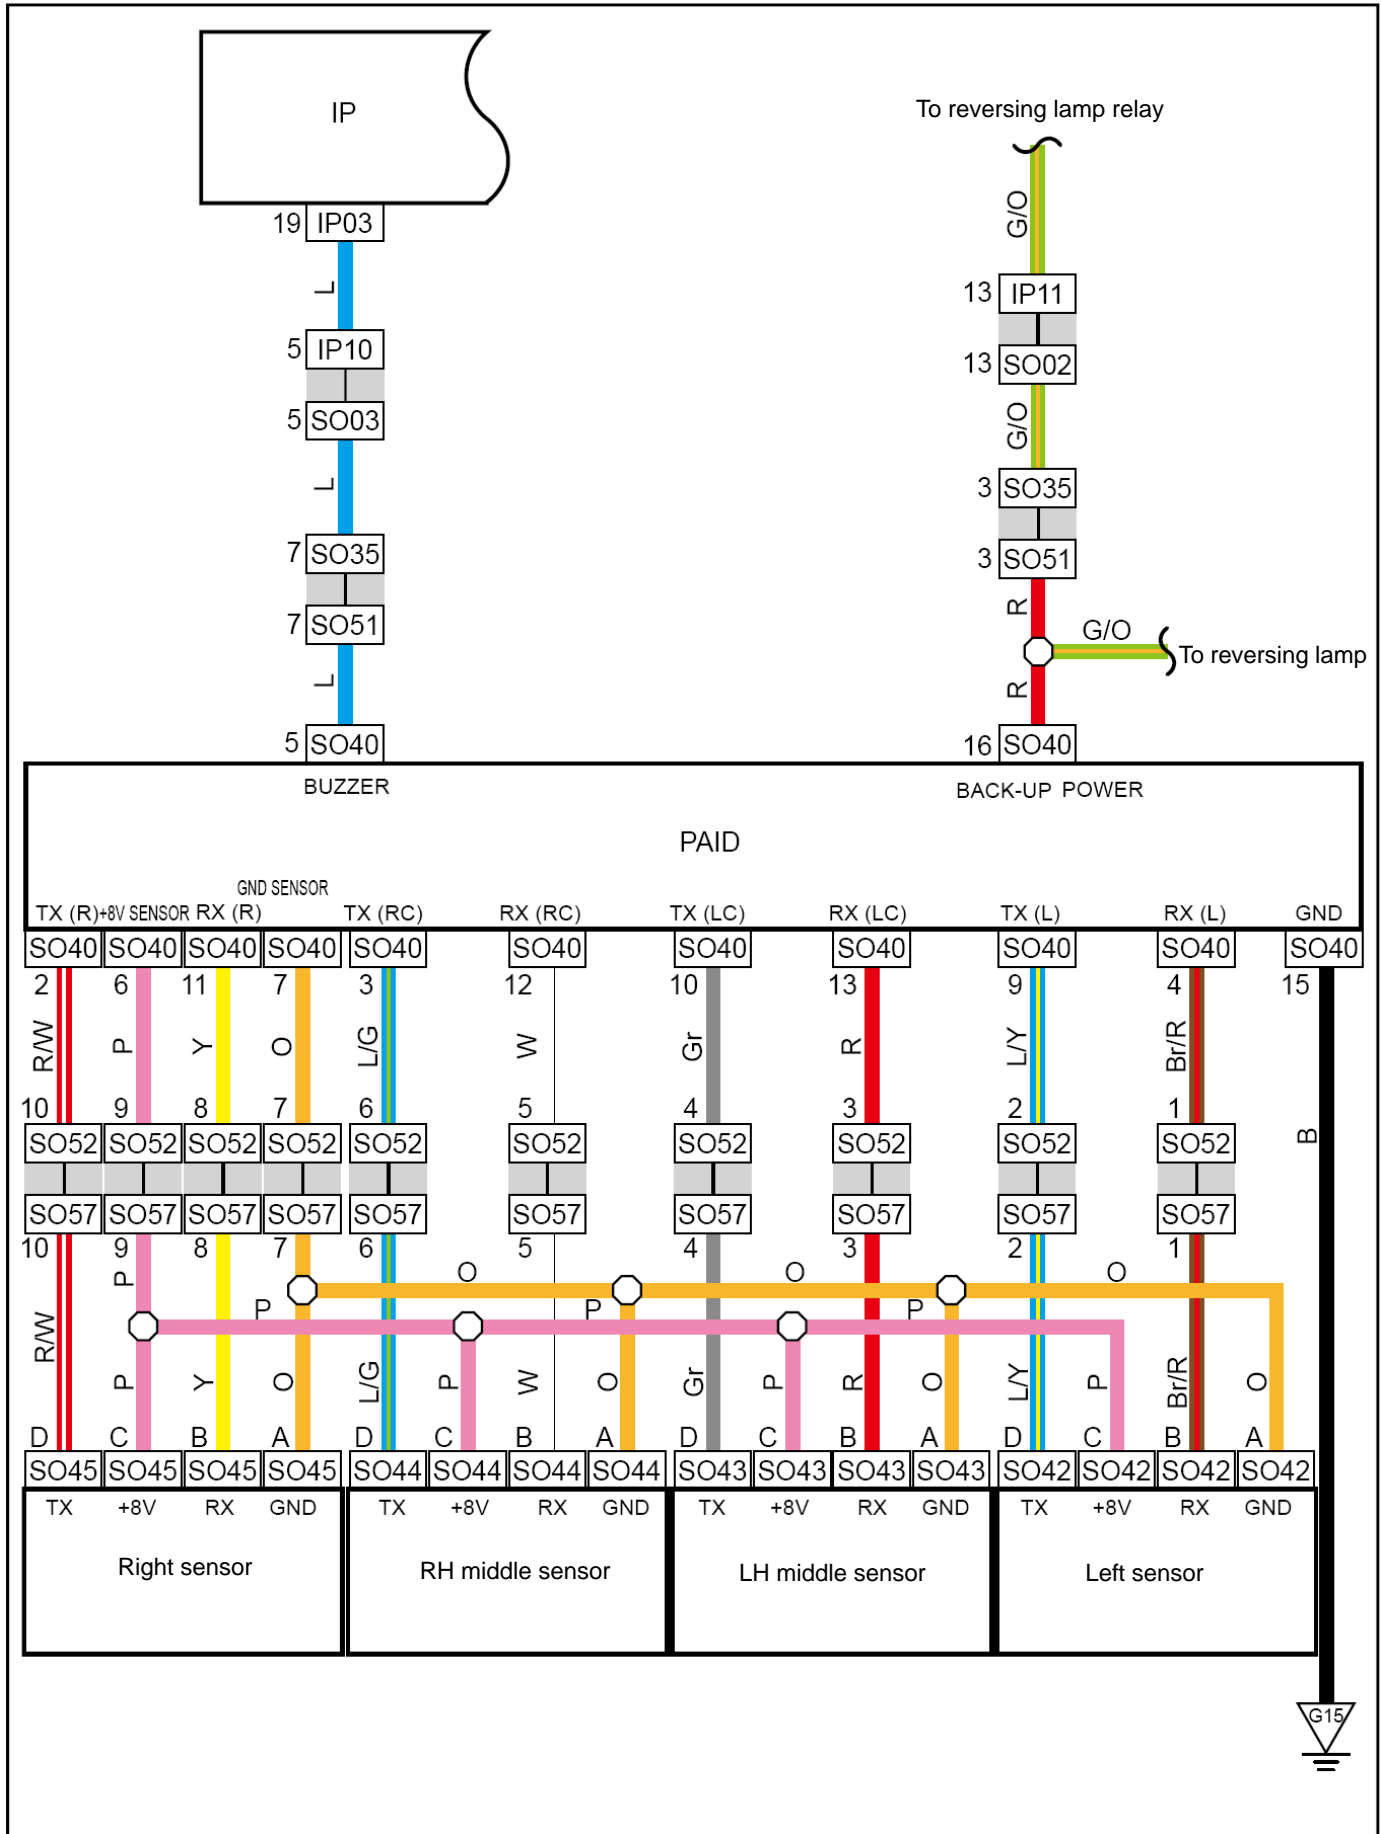 IP
To reversing lamp relay
19 IP03
G/O
L
13 IP11
5 IP10
13 SO02
5 SO03
G/O
L
3 SO35
7 SO35
3 SO51
7 SO51
R
G/O
To reversing lamp
L
R
5 SO40
16 SO40
BUZZER
BACK-UP POWER
PAID
GND SENSOR
TX (R) +8V SENSOR RX (R) TX (RC) RX (RC) TX (LC) RX (LC) TX (L) RX (L) GND
SO40 SO40 SO40 SO40 SO40 SO40 SO40 SO40 SO40 SO40 SO40
2 6 11 7 3 12 10 13 9 4 15
R/W P Y O L/G W Gr R L/Y Br/R
10 9 8 7 6 5 4 3 2 1
B
SO52 SO52 SO52 SO52 SO52 SO52 SO52 SO52 SO52 SO52
SO57 SO57 SO57 SO57 SO57 SO57 SO57 SO57 SO57 SO57
10 9 8 7 6 5 4 3 2 1
P O O O
P P P
R/W
P Y O L/G P W O Gr P R O L/Y P Br/R O
D C B A D C B A D C B A D C B A
SO45 SO45 SO45 SO45 SO44 SO44 SO44 SO44 SO43 SO43 SO43 SO43 SO42 SO42 SO42 SO42
TX +8V RX GND TX +8V RX GND TX +8V RX GND TX +8V RX GND
Right sensor RH middle sensor LH middle sensor Left sensor
G15